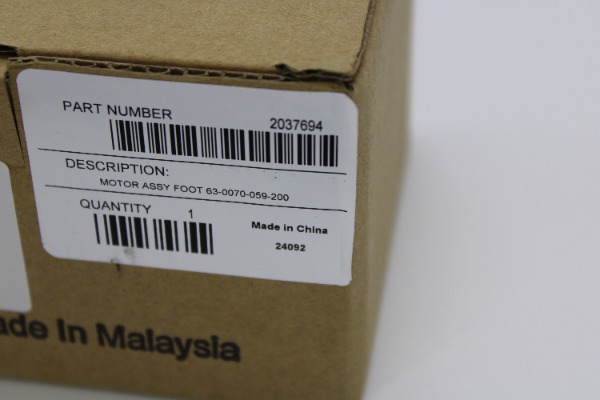 PART NUMBER
2037694
DESCRIPTION:
MOTOR ASSY FOOT 63-0070-059-200
QUANTITY 1
Made in China
24092
ade In Malaysia